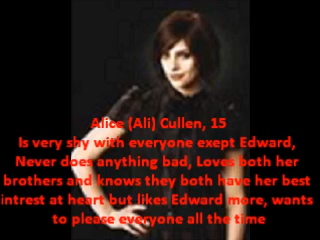 Alice (Ali) Cullen, 15
Is very shy with everyone exept Edward,
Never does anything bad, Loves both her
brothers and knows they both have her best
intrest at heart but likes Edward more, wants
to please everyone all the time